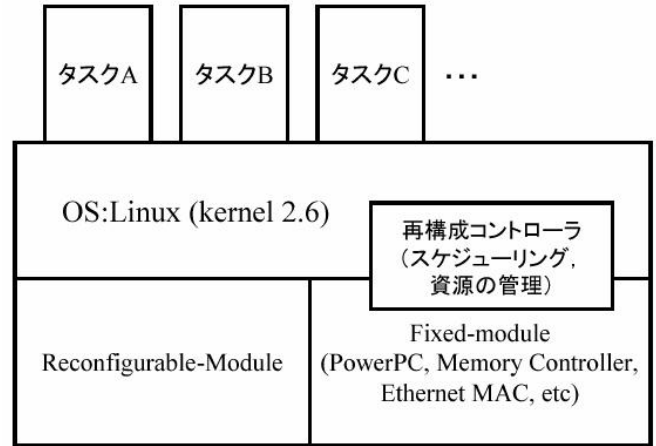 タスクA
タスクB
タスクC
...
OS:Linux (kernel 2.6)
再構成コントローラ
(スケジューリング,
資源の管理)
Reconfigurable-Module
Fixed-module
(PowerPC, Memory Controller,
Ethernet MAC, etc)